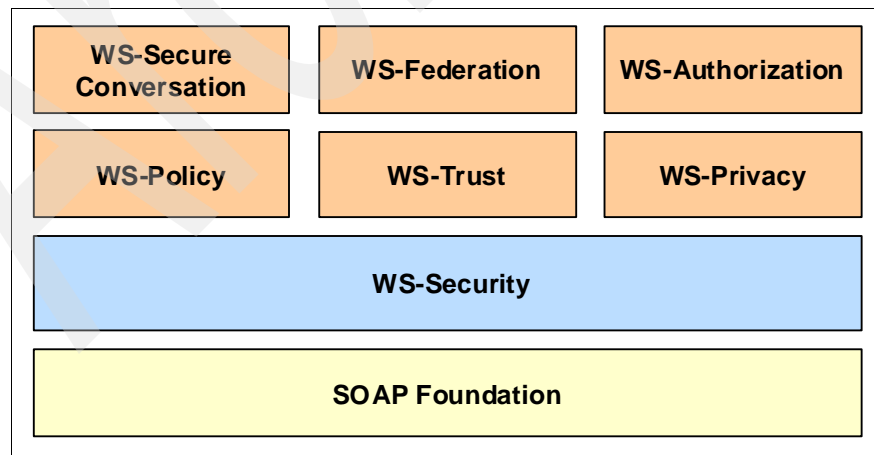 WS-Secure
Conversation
WS-Federation
WS-Authorization
WS-Policy
WS-Trust
WS-Privacy
WS-Security
SOAP Foundation